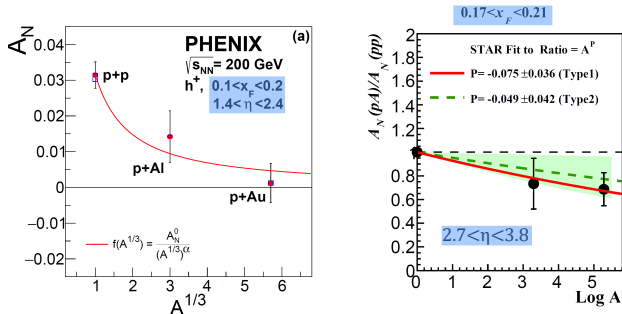 (a)
PHENIX
√s_NN = 200 GeV
h⁺, 0.1<x_F<0.2
1.4< η <2.4
A_N
0.04
0.03
0.02
0.01
0
−0.01
−0.02
p+p
p+Al
p+Au
f(A^1/3) = A_N^0 / (A^1/3)^α
0 1 2 3 4 5 6
A^1/3
0.17<x_F<0.21
A_N(pA)/A_N(pp)
2
1.8
1.6
1.4
1.2
1
0.8
0.6
0.4
0.2
0
STAR Fit to Ratio = A^P
P= -0.075 ±0.036 (Type1)
P= -0.049 ±0.042 (Type2)
2.7<η<3.8
0 1 2 3 4 5
Log A